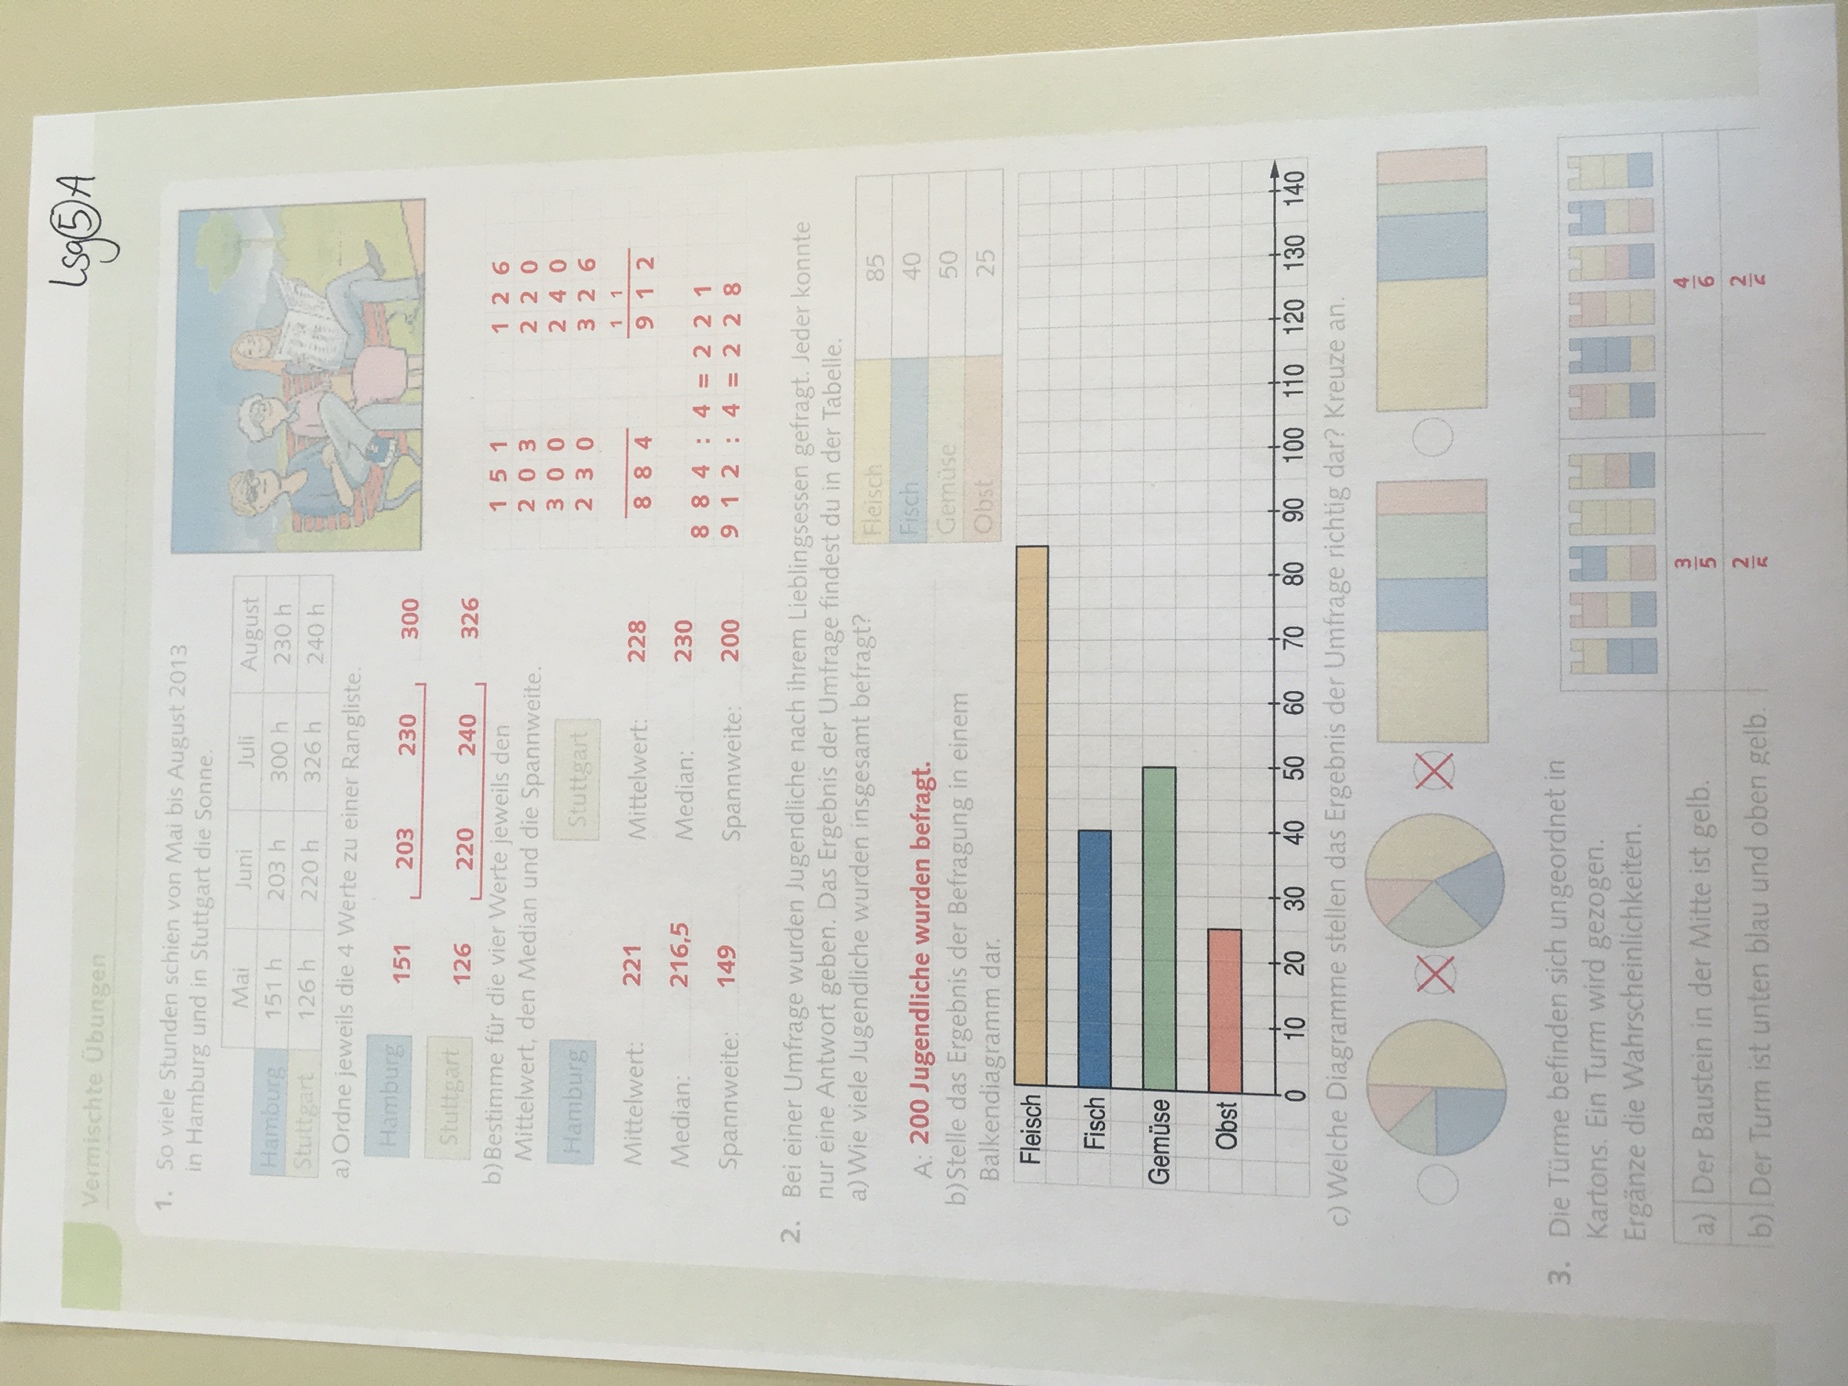 Lsg 5 A
Vermischte Übungen
1. So viele Stunden schien von Mai bis August 2013
in Hamburg und in Stuttgart die Sonne.
Mai Juni Juli August
Hamburg 151 h 203 h 300 h 230 h
Stuttgart 126 h 220 h 326 h 240 h
a) Ordne jeweils die 4 Werte zu einer Rangliste.
Hamburg 151 203 230 300
Stuttgart 126 220 240 326
b) Bestimme für die vier Werte jeweils den
Mittelwert, den Median und die Spannweite.
Hamburg Stuttgart
Mittelwert: 221 Mittelwert: 228
Median: 216,5 Median: 230
Spannweite: 149 Spannweite: 200
1 5 1 1 2 6
2 0 3 2 2 0
3 0 0 2 4 0
2 3 0 3 2 6
1 1
8 8 4 9 1 2
8 8 4 : 4 = 2 2 1
9 1 2 : 4 = 2 2 8
2. Bei einer Umfrage wurden Jugendliche nach ihrem Lieblingsessen gefragt. Jeder konnte
nur eine Antwort geben. Das Ergebnis der Umfrage findest du in der Tabelle.
a) Wie viele Jugendliche wurden insgesamt befragt?
A: 200 Jugendliche wurden befragt.
Fleisch 85
Fisch 40
Gemüse 50
Obst 25
b) Stelle das Ergebnis der Befragung in einem
Balkendiagramm dar.
Fleisch
Fisch
Gemüse
Obst
0 10 20 30 40 50 60 70 80 90 100 110 120 130 140
c) Welche Diagramme stellen das Ergebnis der Umfrage richtig dar? Kreuze an.
3. Die Türme befinden sich ungeordnet in
Kartons. Ein Turm wird gezogen.
Ergänze die Wahrscheinlichkeiten.
a) Der Baustein in der Mitte ist gelb. 3/5 4/6
b) Der Turm ist unten blau und oben gelb. 2 2